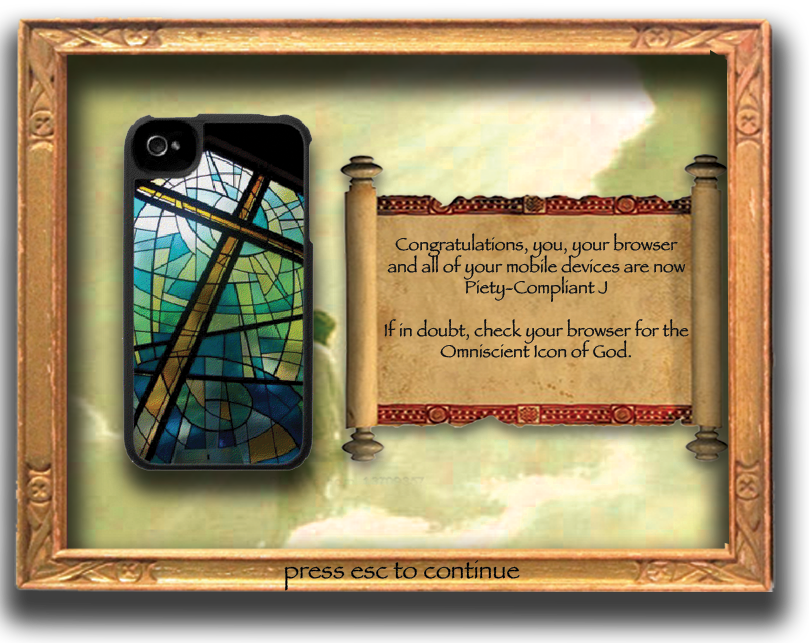 Congratulations, you, your browser
and all of your mobile devices are now
Piety-Compliant J
If in doubt, check your browser for the
Omniscient Icon of God.
press esc to continue